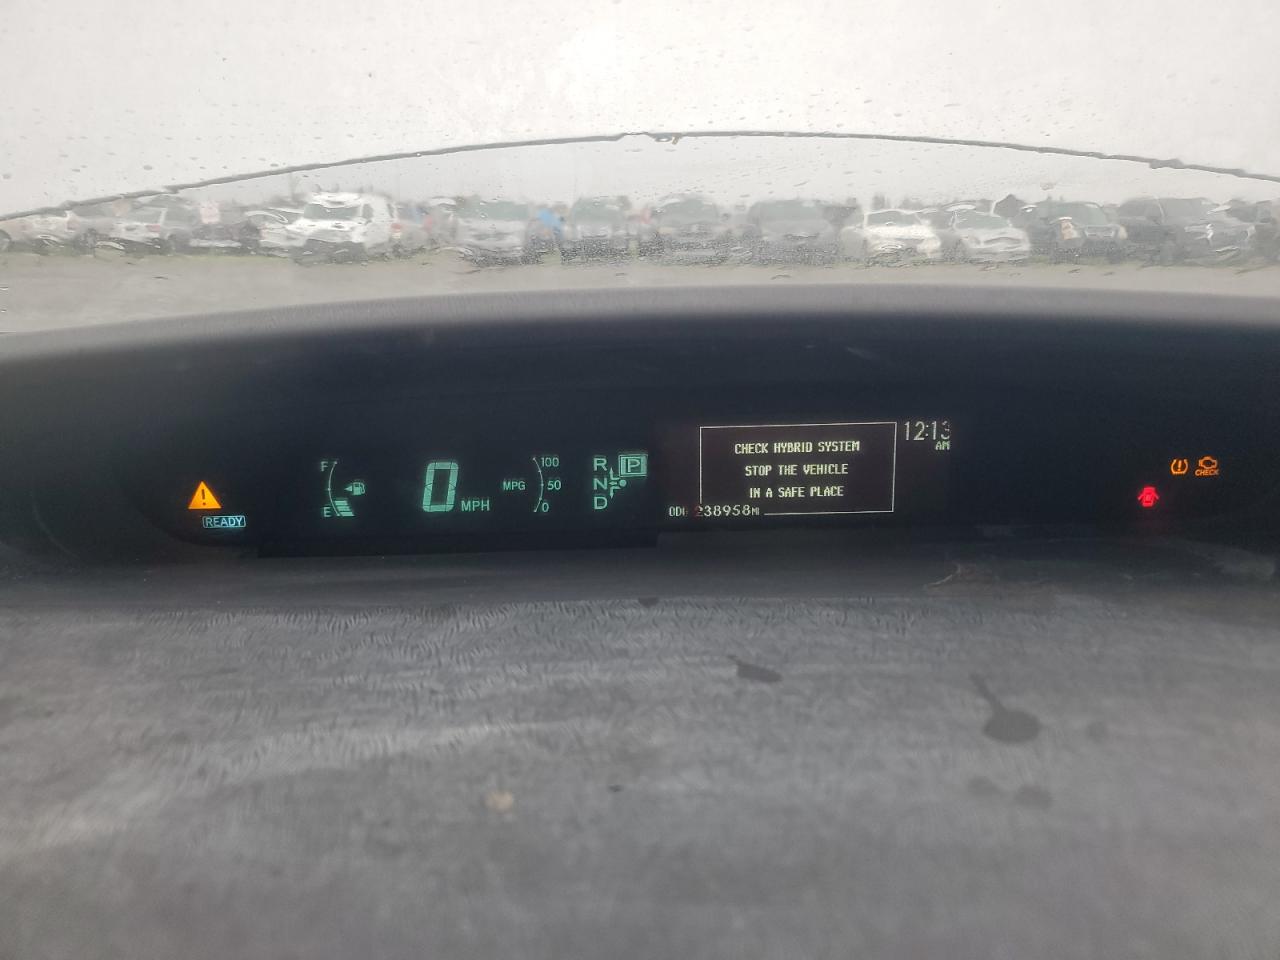 READY
F
E
0 MPH
MPG
100
50
0
R
N
D
P
CHECK HYBRID SYSTEM
STOP THE VEHICLE
IN A SAFE PLACE
238958MI
12:13
AM
CHECK